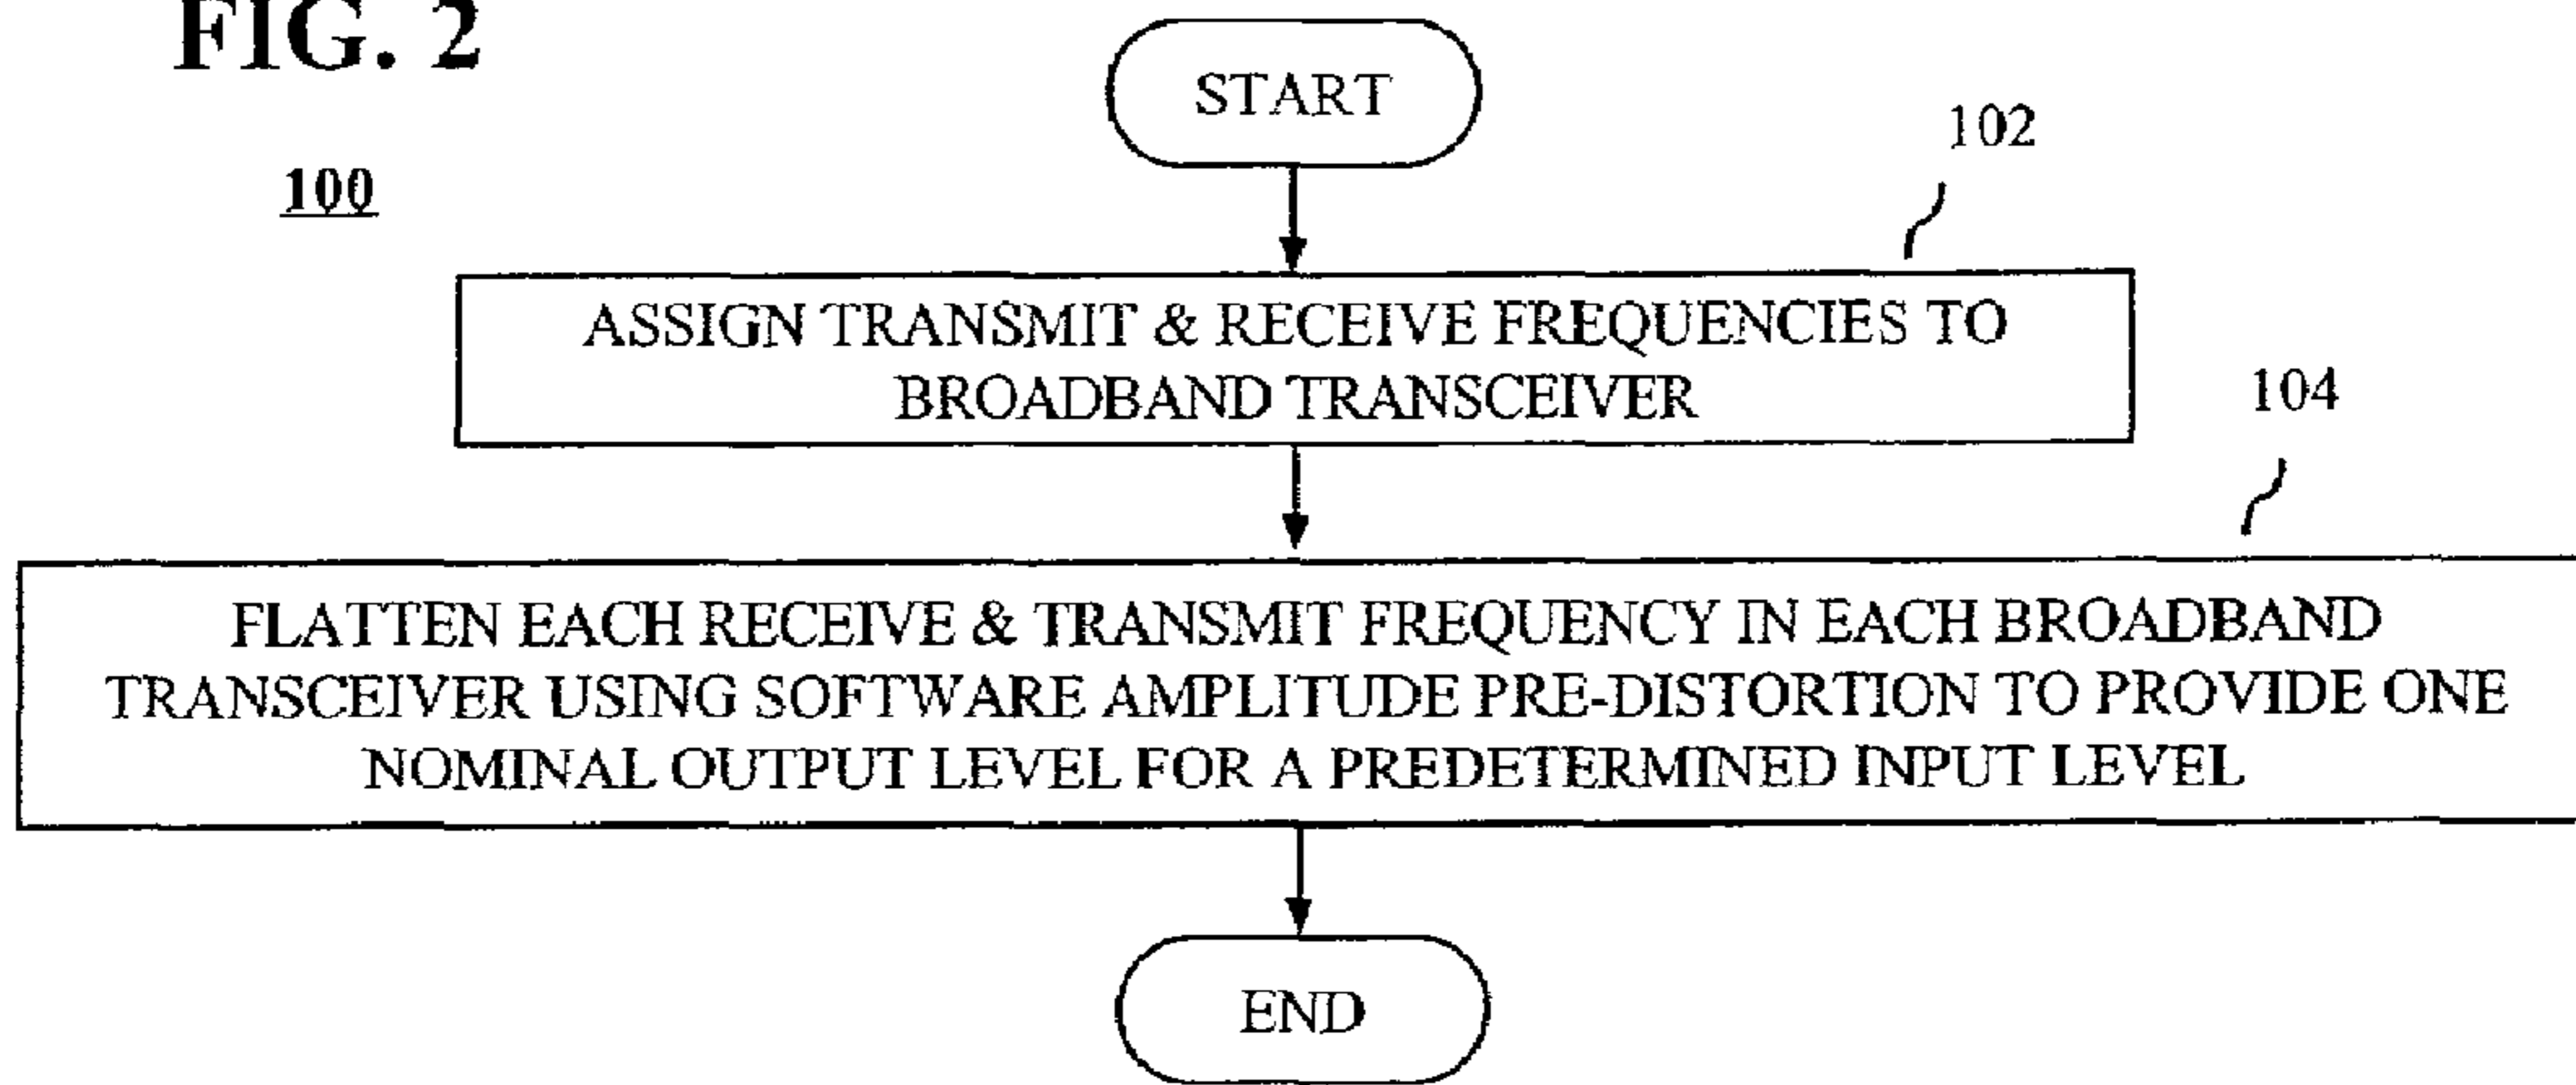 FIG. 2
START
102
100
ASSIGN TRANSMIT & RECEIVE FREQUENCIES TO
BROADBAND TRANSCEIVER
104
FLATTEN EACH RECEIVE & TRANSMIT FREQUENCY IN EACH BROADBAND
TRANSCEIVER USING SOFTWARE AMPLITUDE PRE-DISTORTION TO PROVIDE ONE
NOMINAL OUTPUT LEVEL FOR A PREDETERMINED INPUT LEVEL
END